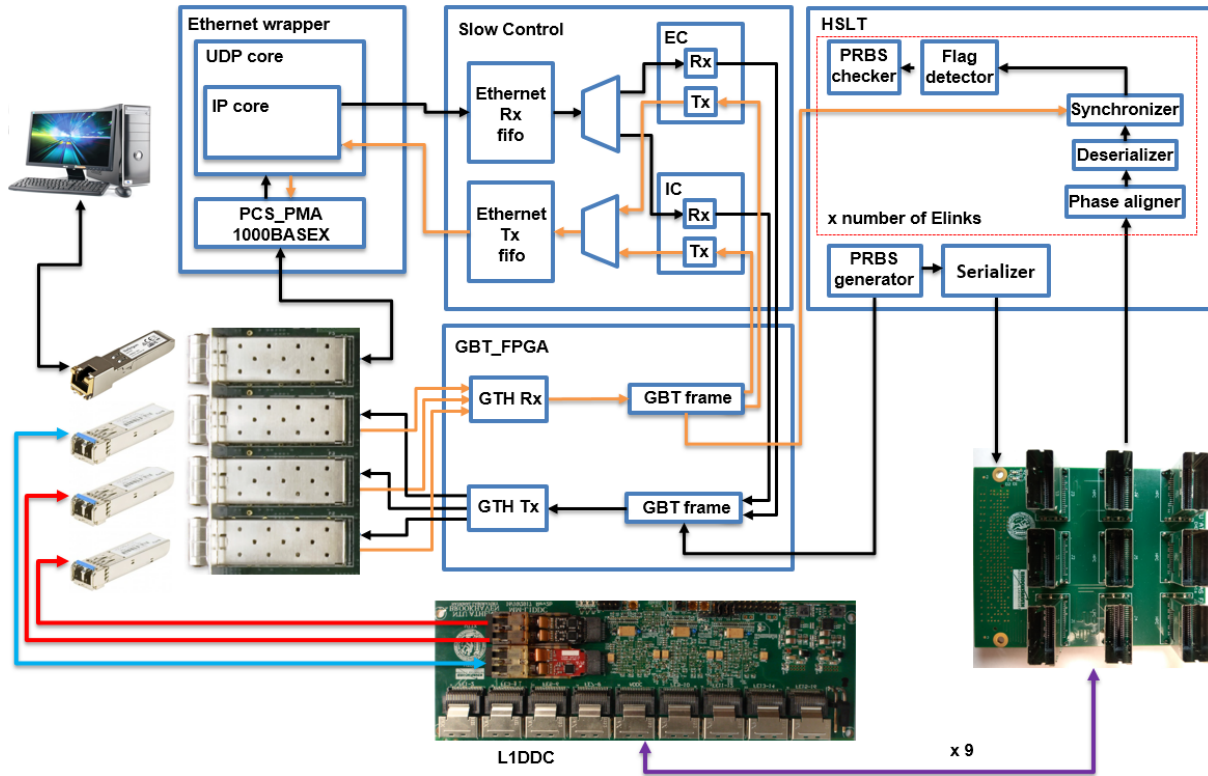 Ethernet wrapper
UDP core
IP core
PCS_PMA
1000BASEX
Slow Control
Ethernet
Rx
fifo
Ethernet
Tx
fifo
EC
Rx
Tx
IC
Rx
Tx
HSLT
PRBS
checker
Flag
detector
Synchronizer
Deserializer
Phase aligner
x number of Elinks
PRBS
generator
Serializer
GBT_FPGA
GTH Rx
GBT frame
GTH Tx
GBT frame
L1DDC
x 9